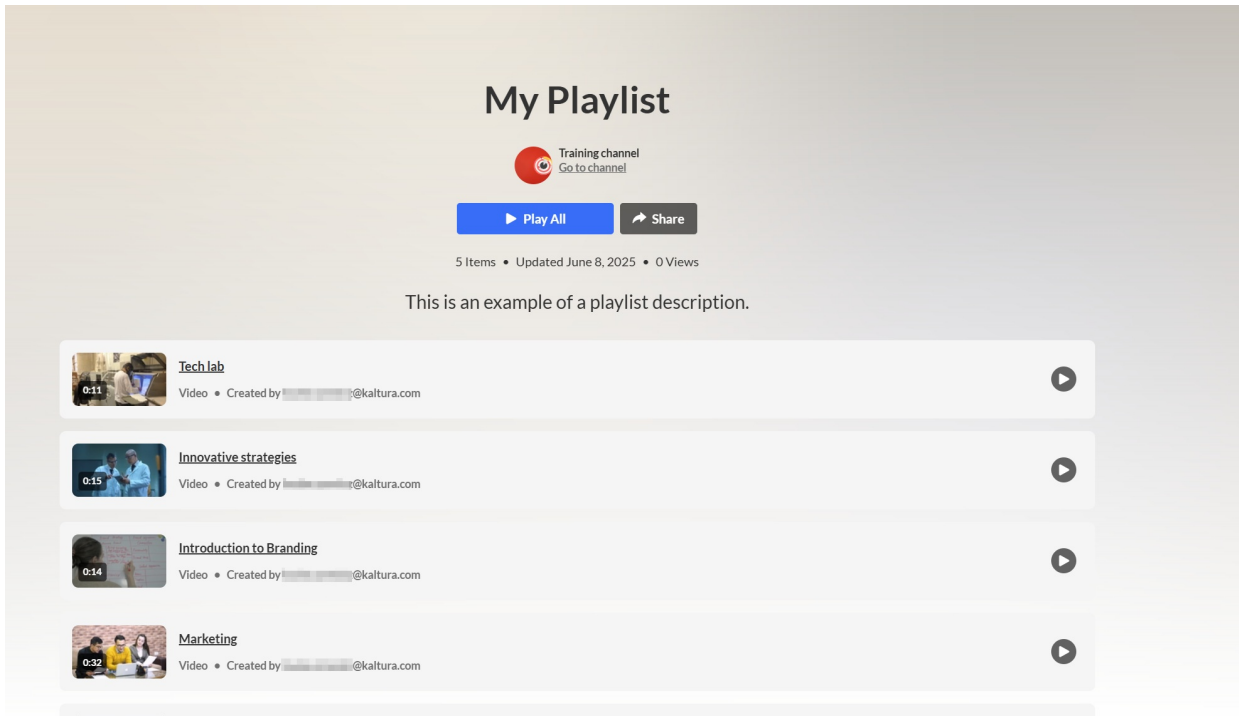 My Playlist
Training channel
Go to channel
Play All
Share
5 Items • Updated June 8, 2025 • 0 Views
This is an example of a playlist description.
Tech lab
0:11
Video • Created by @kaltura.com
Innovative strategies
0:15
Video • Created by @kaltura.com
Introduction to Branding
0:14
Video • Created by @kaltura.com
Marketing
0:32
Video • Created by @kaltura.com